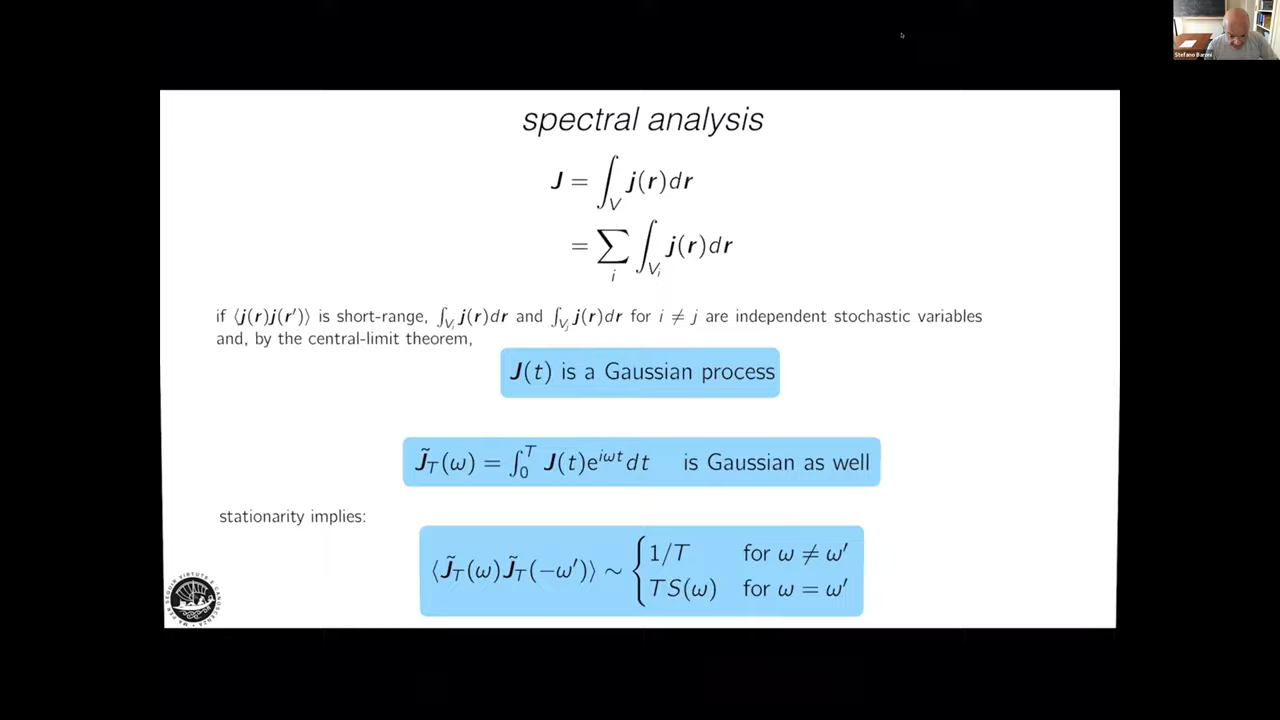 Stefano Baroni
spectral analysis
J = ∫_V j(r)dr
= ∑_i ∫_{V_i} j(r)dr
if ⟨j(r)j(r′)⟩ is short-range, ∫_{V_i} j(r)dr and ∫_{V_j} j(r)dr for i ≠ j are independent stochastic variables
and, by the central-limit theorem,
J(t) is a Gaussian process
J̃_T(ω) = ∫_0^T J(t)e^{iωt}dt is Gaussian as well
stationarity implies:
⟨J̃_T(ω)J̃_T(−ω′)⟩ ∼ { 1/T for ω ≠ ω′
TS(ω) for ω = ω′